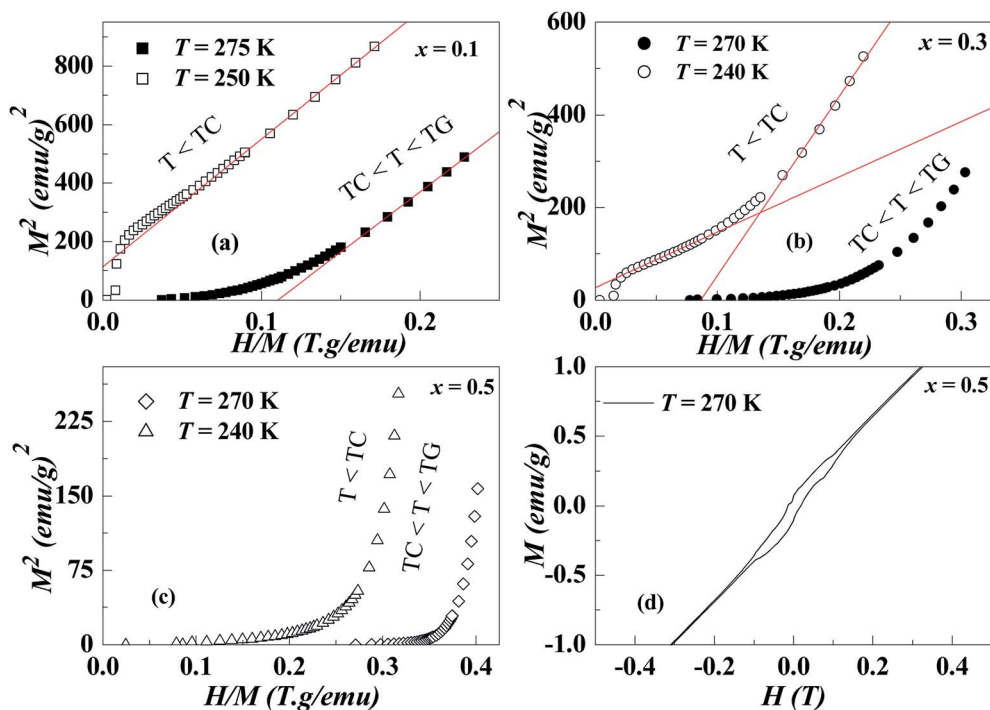 T = 275 K
T = 250 K
x = 0.1
T < TC
TC < T < TG
(a)
900
600
300
0
0.0 0.1 0.2
M² (emu/g)²
H/M (T.g/emu)
T = 270 K
T = 240 K
x = 0.3
T < TC
TC < T < TG
(b)
600
400
200
0
0.0 0.1 0.2 0.3
M² (emu/g)²
H/M (T.g/emu)
T = 270 K
T = 240 K
x = 0.5
T < TC
TC < T < TG
(c)
225
150
75
0
0.0 0.1 0.2 0.3 0.4
M² (emu/g)²
H/M (T.g/emu)
T = 270 K
x = 0.5
(d)
1.0
0.5
0.0
-0.5
-1.0
-0.4 -0.2 0.0 0.2 0.4
M (emu/g)
H (T)